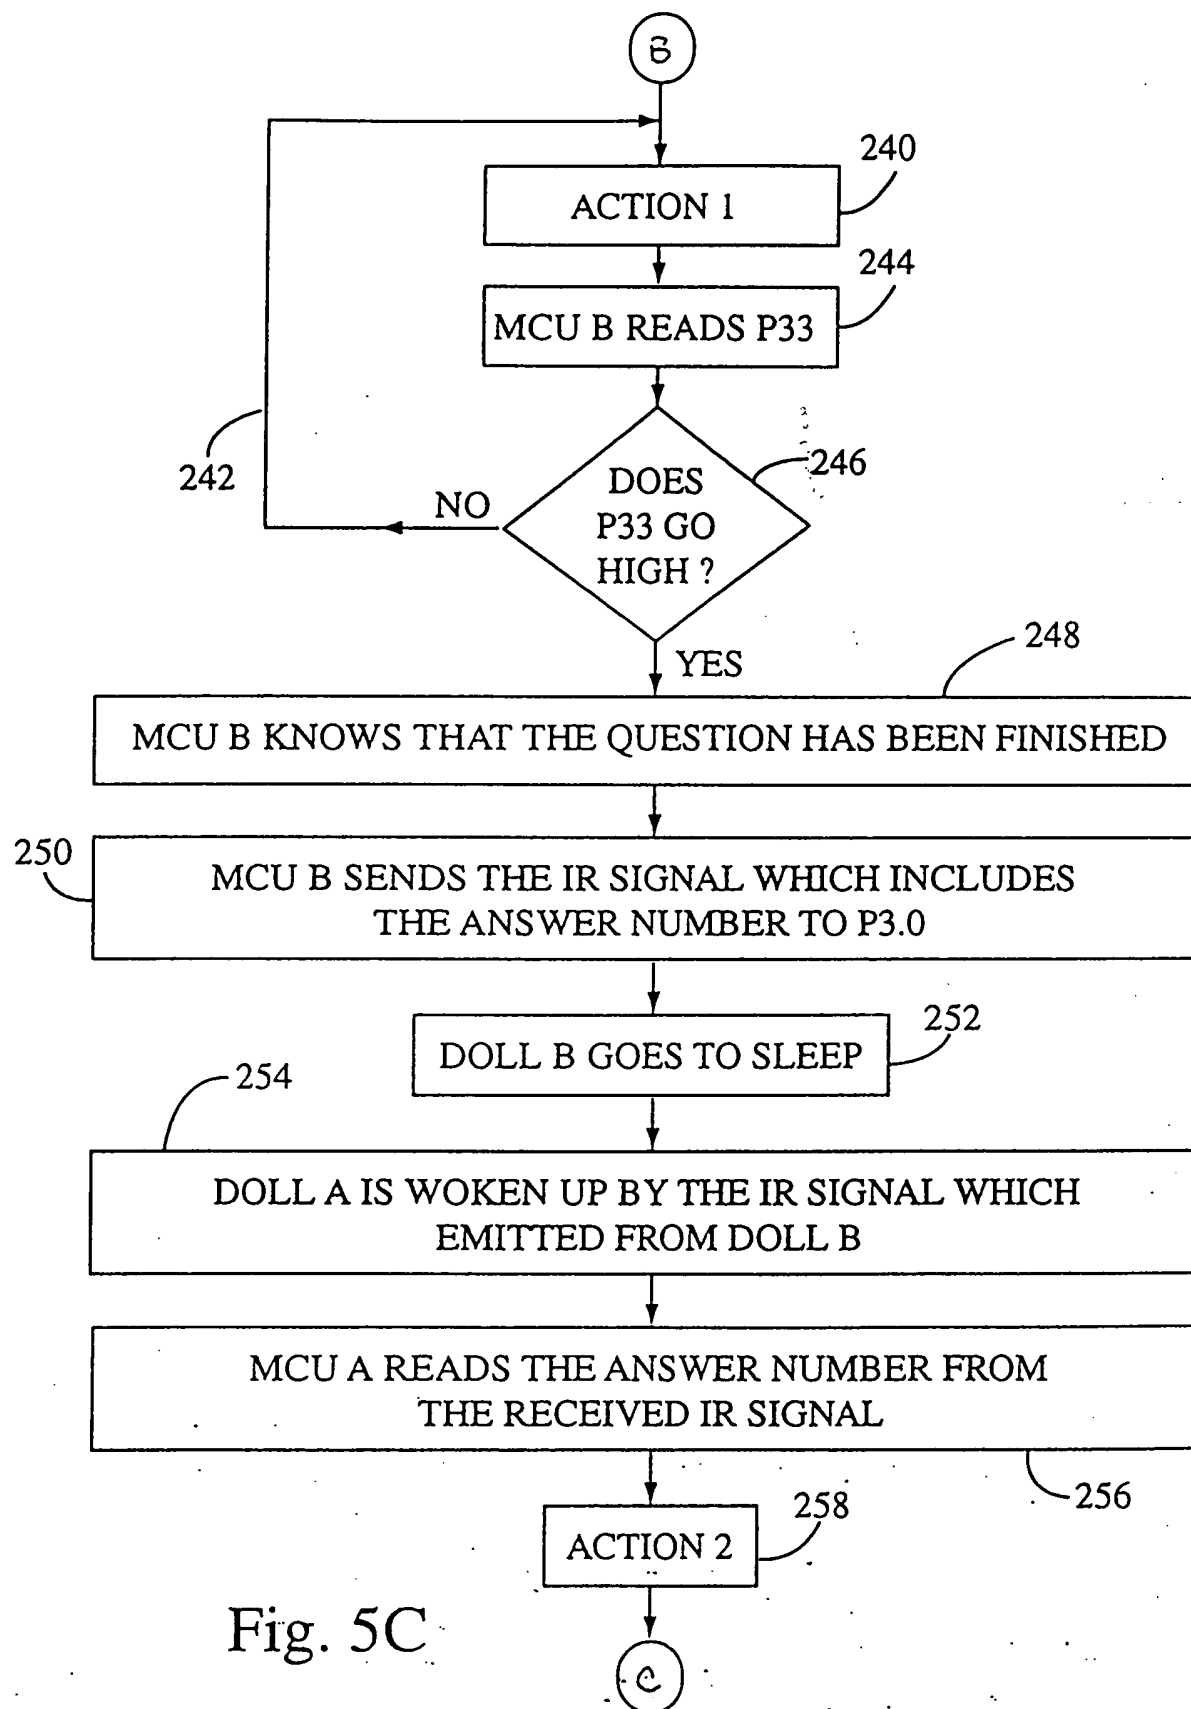 B
240
ACTION 1
244
MCU B READS P33
246
242
DOES
P33 GO
HIGH ?
NO
YES
248
MCU B KNOWS THAT THE QUESTION HAS BEEN FINISHED
250
MCU B SENDS THE IR SIGNAL WHICH INCLUDES
THE ANSWER NUMBER TO P3.0
252
DOLL B GOES TO SLEEP
254
DOLL A IS WOKEN UP BY THE IR SIGNAL WHICH
EMITTED FROM DOLL B
MCU A READS THE ANSWER NUMBER FROM
THE RECEIVED IR SIGNAL
256
258
ACTION 2
Fig. 5C
C